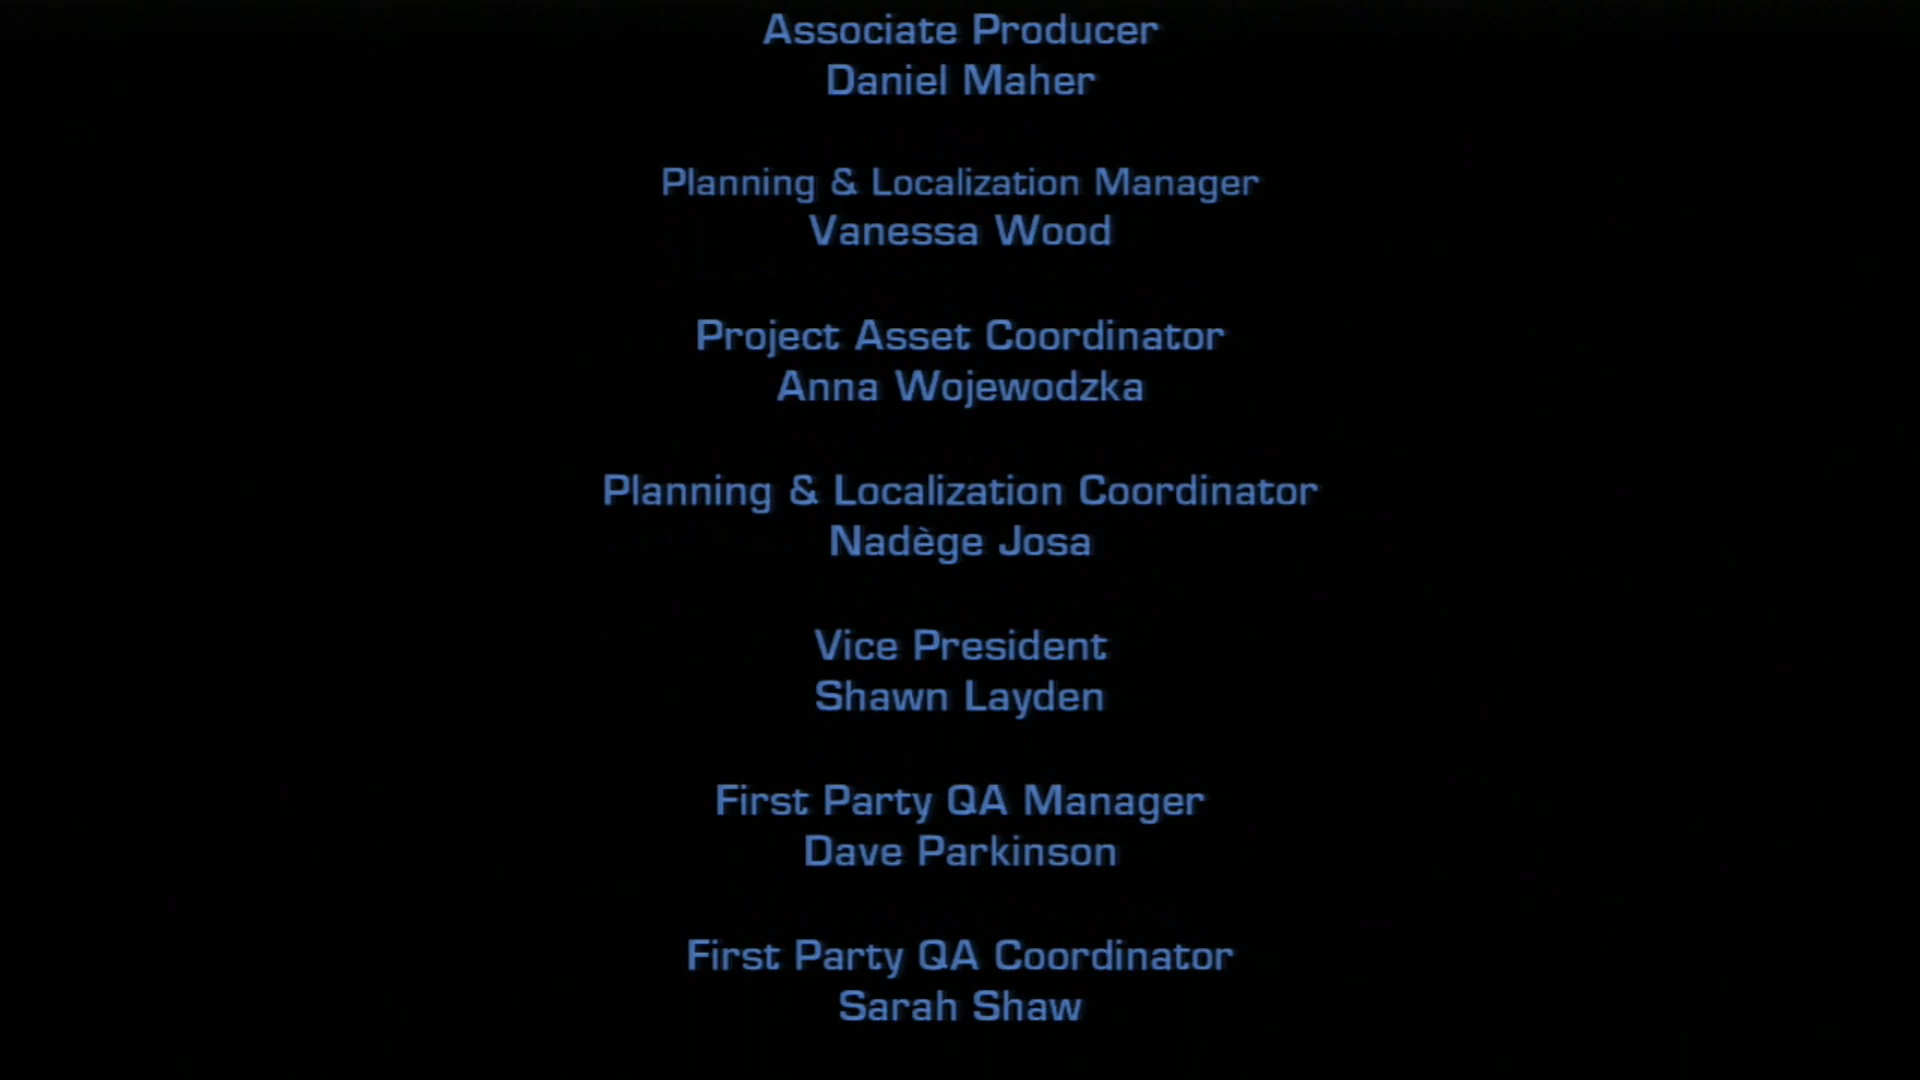 Associate Producer
Daniel Maher
Planning & Localization Manager
Vanessa Wood
Project Asset Coordinator
Anna Wojewodzka
Planning & Localization Coordinator
Nadège Josa
Vice President
Shawn Layden
First Party QA Manager
Dave Parkinson
First Party QA Coordinator
Sarah Shaw